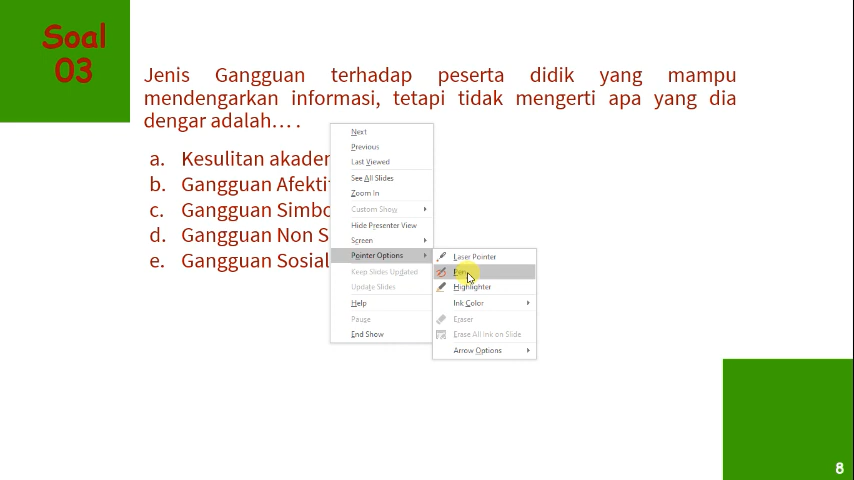 Soal
03
Jenis Gangguan terhadap peserta didik yang mampu
mendengarkan informasi, tetapi tidak mengerti apa yang dia
dengar adalah... .
a. Kesulitan akader
b. Gangguan Afekti
c. Gangguan Simbo
d. Gangguan Non S
e. Gangguan Sosial
Next
Previous
Last Viewed
See All Slides
Zoom In
Custom Show
Hide Presenter View
Screen
Pointer Options
Keep Slides Updated
Update Slides
Help
Pause
End Show
Laser Pointer
Pen
Highlighter
Ink Color
Eraser
Erase All Ink on Slide
Arrow Options
8